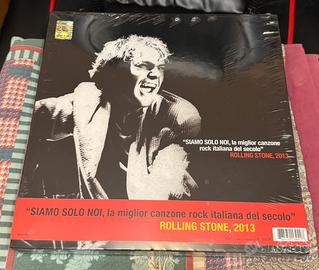 "SIAMO SOLO NOI, la miglior canzone
rock italiana del secolo"
ROLLING STONE, 2013
"SIAMO SOLO NOI, la miglior canzone rock italiana del secolo"
ROLLING STONE, 2013